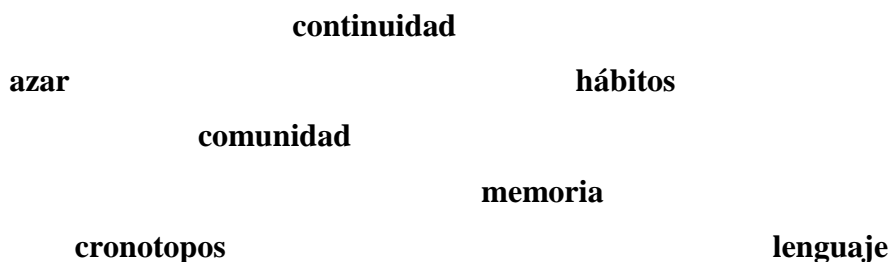 continuidad
azar hábitos
comunidad
memoria
cronotopos lenguaje